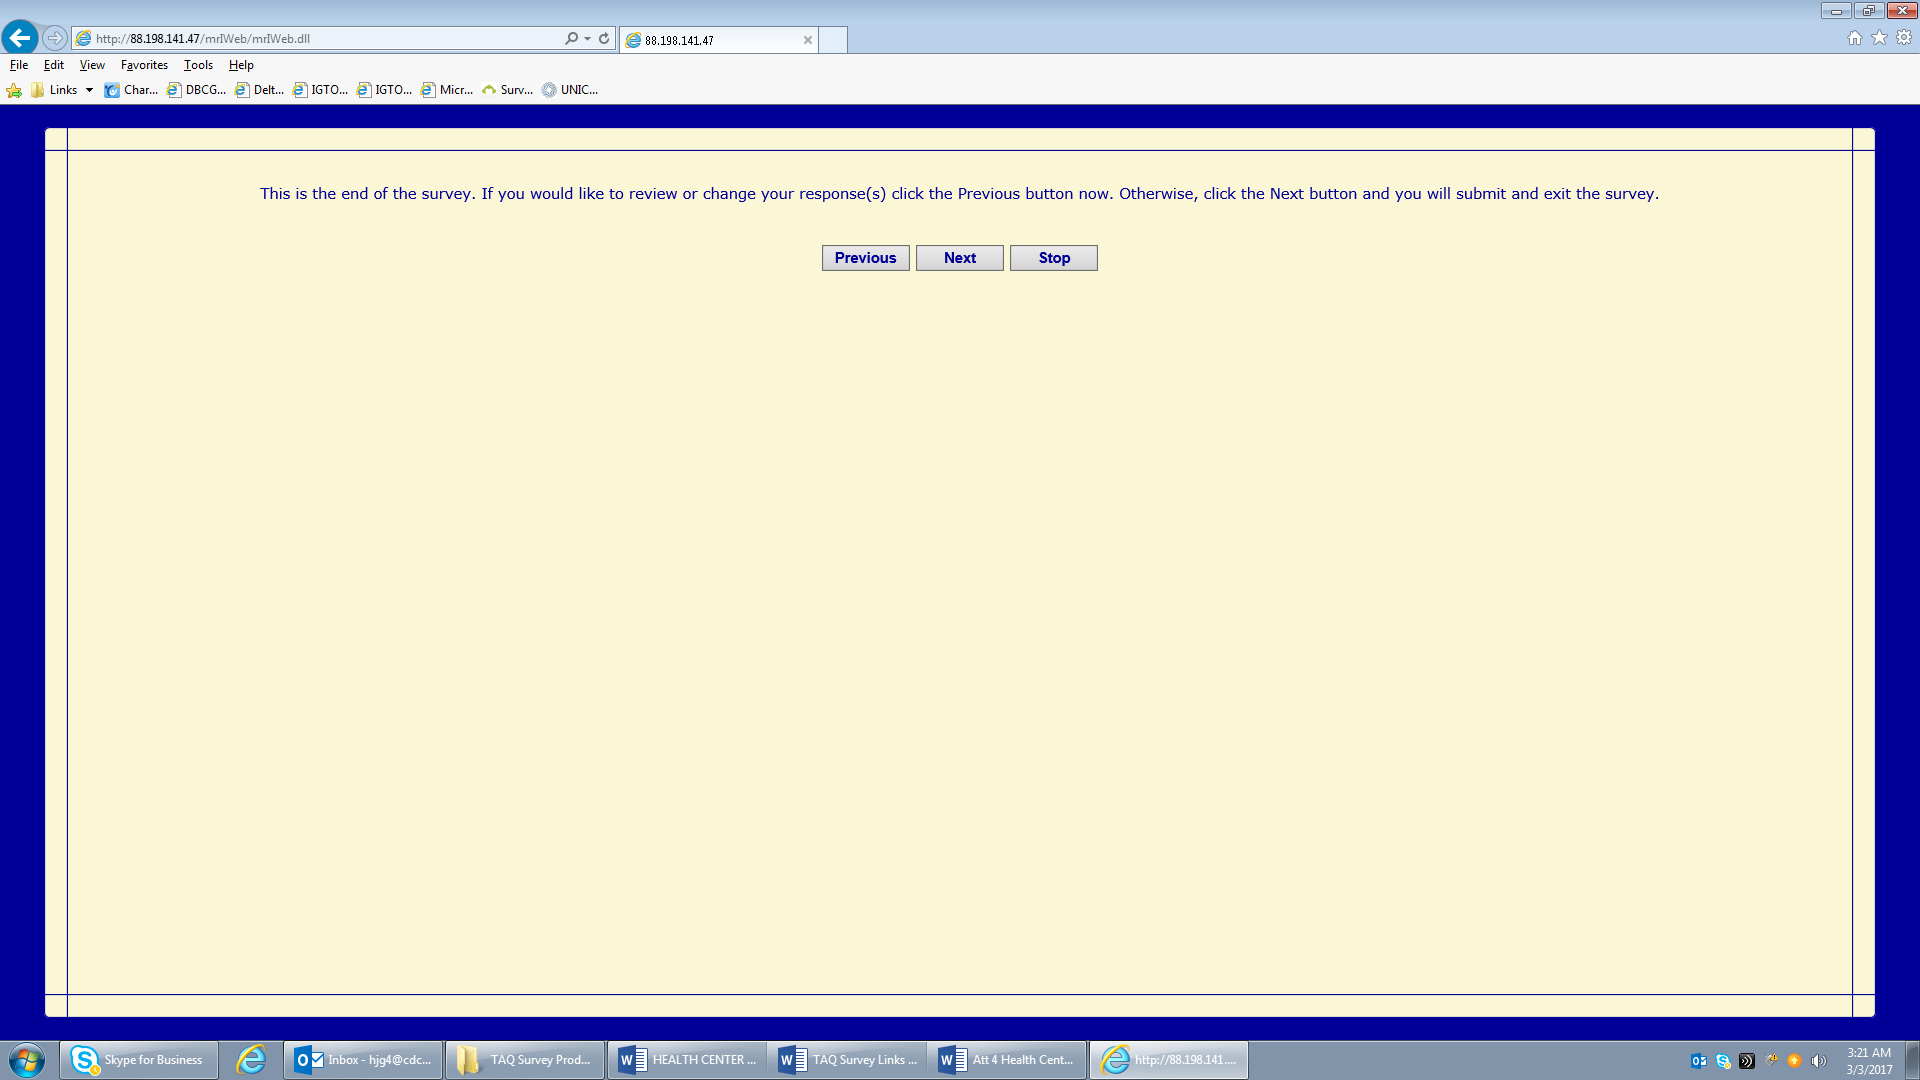 http://88.198.141.47/mrIWeb/mrIWeb.dll
88.198.141.47
File Edit View Favorites Tools Help
Links Char... DBCG... Delt... IGTO... IGTO... Micr... Surv... UNIC...
This is the end of the survey. If you would like to review or change your response(s) click the Previous button now. Otherwise, click the Next button and you will submit and exit the survey.
Previous Next Stop
Skype for Business Inbox - hjg4@cdc... TAQ Survey Prod... HEALTH CENTER ... TAQ Survey Links ... Att 4 Health Cent... http://88.198.141.... 3:21 AM
3/3/2017